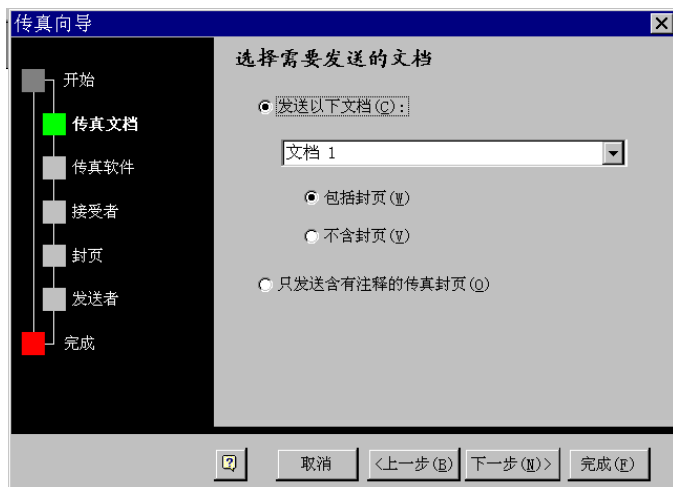 传真向导
选择需要发送的文档
开始
发送以下文档(C):
传真文档
文档 1
传真软件
包括封页(W)
接受者
不含封页(V)
封页
只发送含有注释的传真封页(O)
发送者
完成
取消 <上一步(B) 下一步(N)> 完成(F)